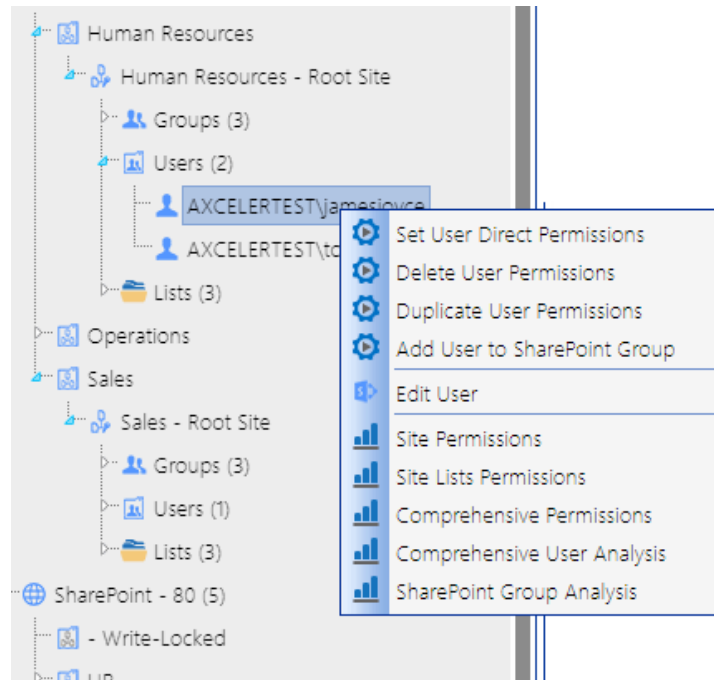 Human Resources
Human Resources - Root Site
Groups (3)
Users (2)
AXCELERTEST\jamesjoyce
AXCELERTEST\to
Lists (3)
Operations
Sales
Sales - Root Site
Groups (3)
Users (1)
Lists (3)
SharePoint - 80 (5)
- Write-Locked
HR
Set User Direct Permissions
Delete User Permissions
Duplicate User Permissions
Add User to SharePoint Group
Edit User
Site Permissions
Site Lists Permissions
Comprehensive Permissions
Comprehensive User Analysis
SharePoint Group Analysis